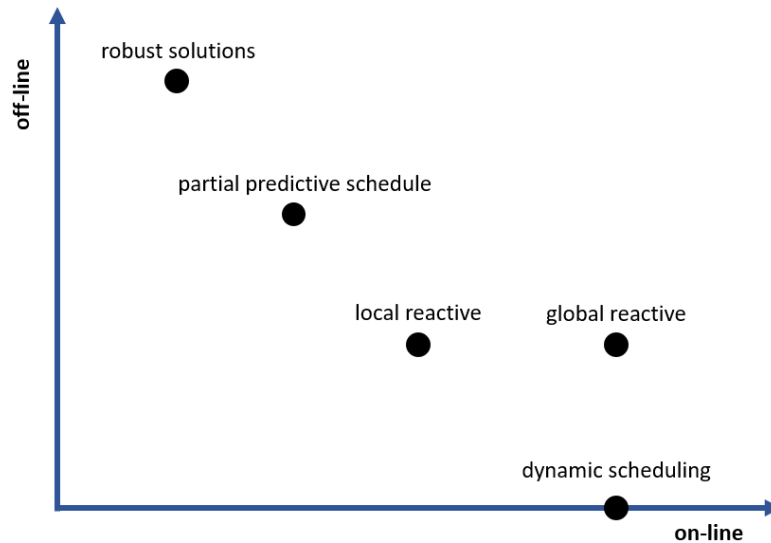 robust solutions
off-line
partial predictive schedule
local reactive
global reactive
dynamic scheduling
on-line